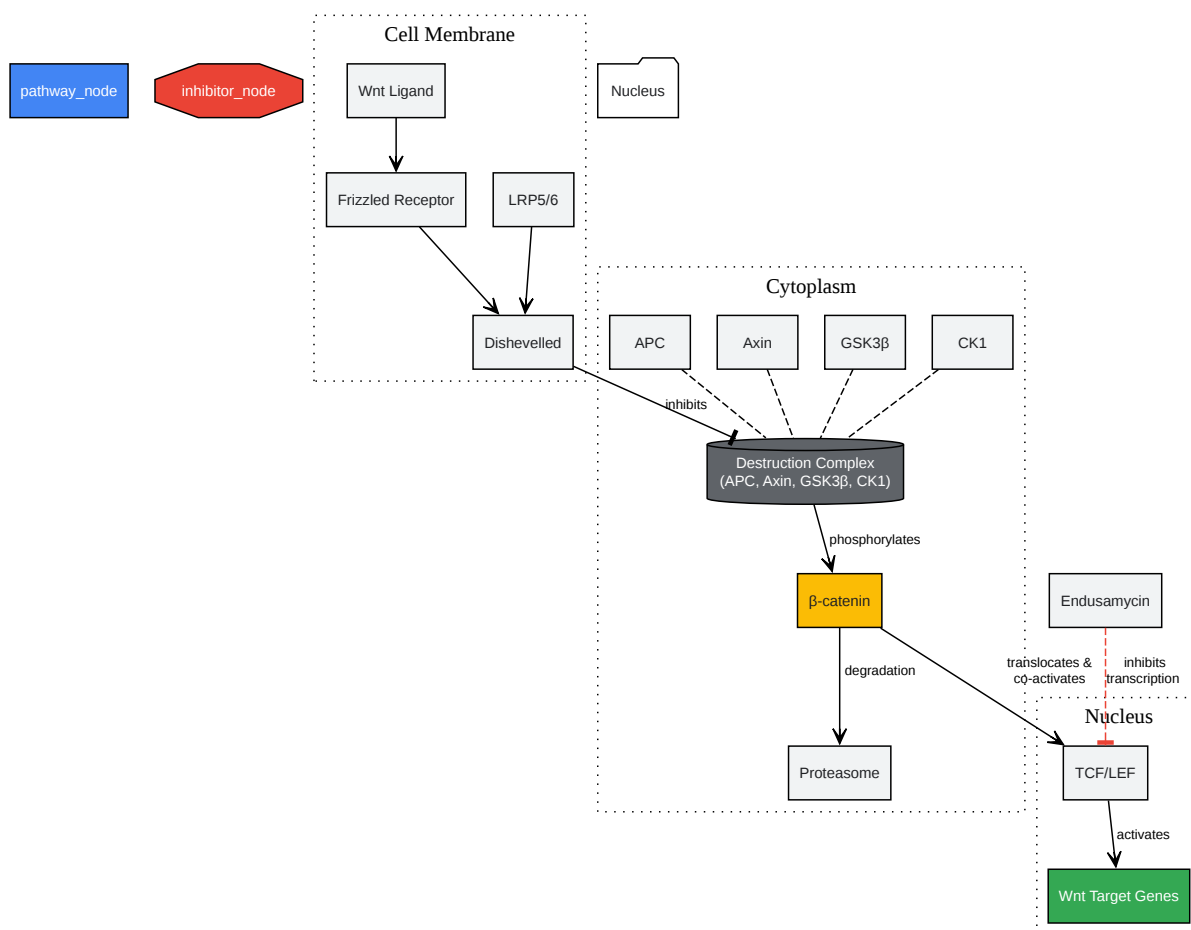 Cell Membrane
pathway_node
inhibitor_node
Wnt Ligand
Nucleus
Frizzled Receptor
LRP5/6
Cytoplasm
Dishevelled
APC
Axin
GSK3β
CK1
inhibits
Destruction Complex
(APC, Axin, GSK3β, CK1)
phosphorylates
β-catenin
Endusamycin
degradation
translocates &
co-activates
inhibits
transcription
Nucleus
Proteasome
TCF/LEF
activates
Wnt Target Genes